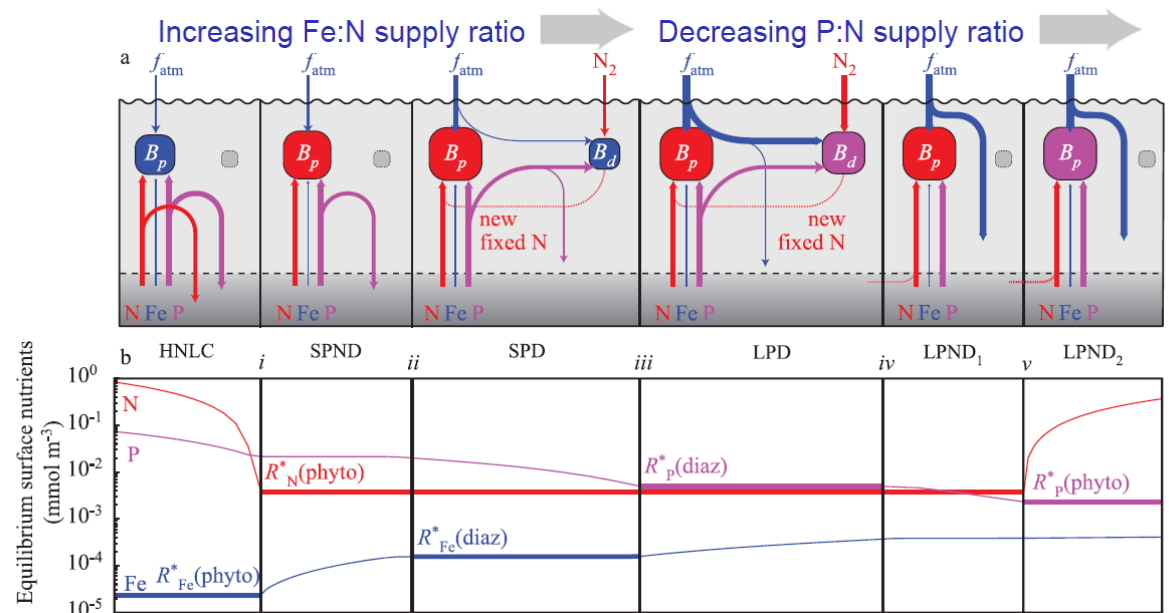 Increasing Fe:N supply ratio
Decreasing P:N supply ratio
a
f_atm
f_atm
f_atm
N₂
f_atm
N₂
f_atm
f_atm
B_p
B_p
B_p
B_d
B_p
B_d
B_p
B_p
new
fixed N
new
fixed N
N Fe P
N Fe P
N Fe P
N Fe P
N Fe P
N Fe P
b
HNLC
i
SPND
ii
SPD
iii
LPD
iv
LPND₁
v
LPND₂
Equilibrium surface nutrients
(mmol m⁻³)
10⁰
10⁻¹
10⁻²
10⁻³
10⁻⁴
10⁻⁵
N
P
R*_N(phyto)
R*_P(diaz)
R*_P(phyto)
R*_Fe(diaz)
Fe
R*_Fe(phyto)